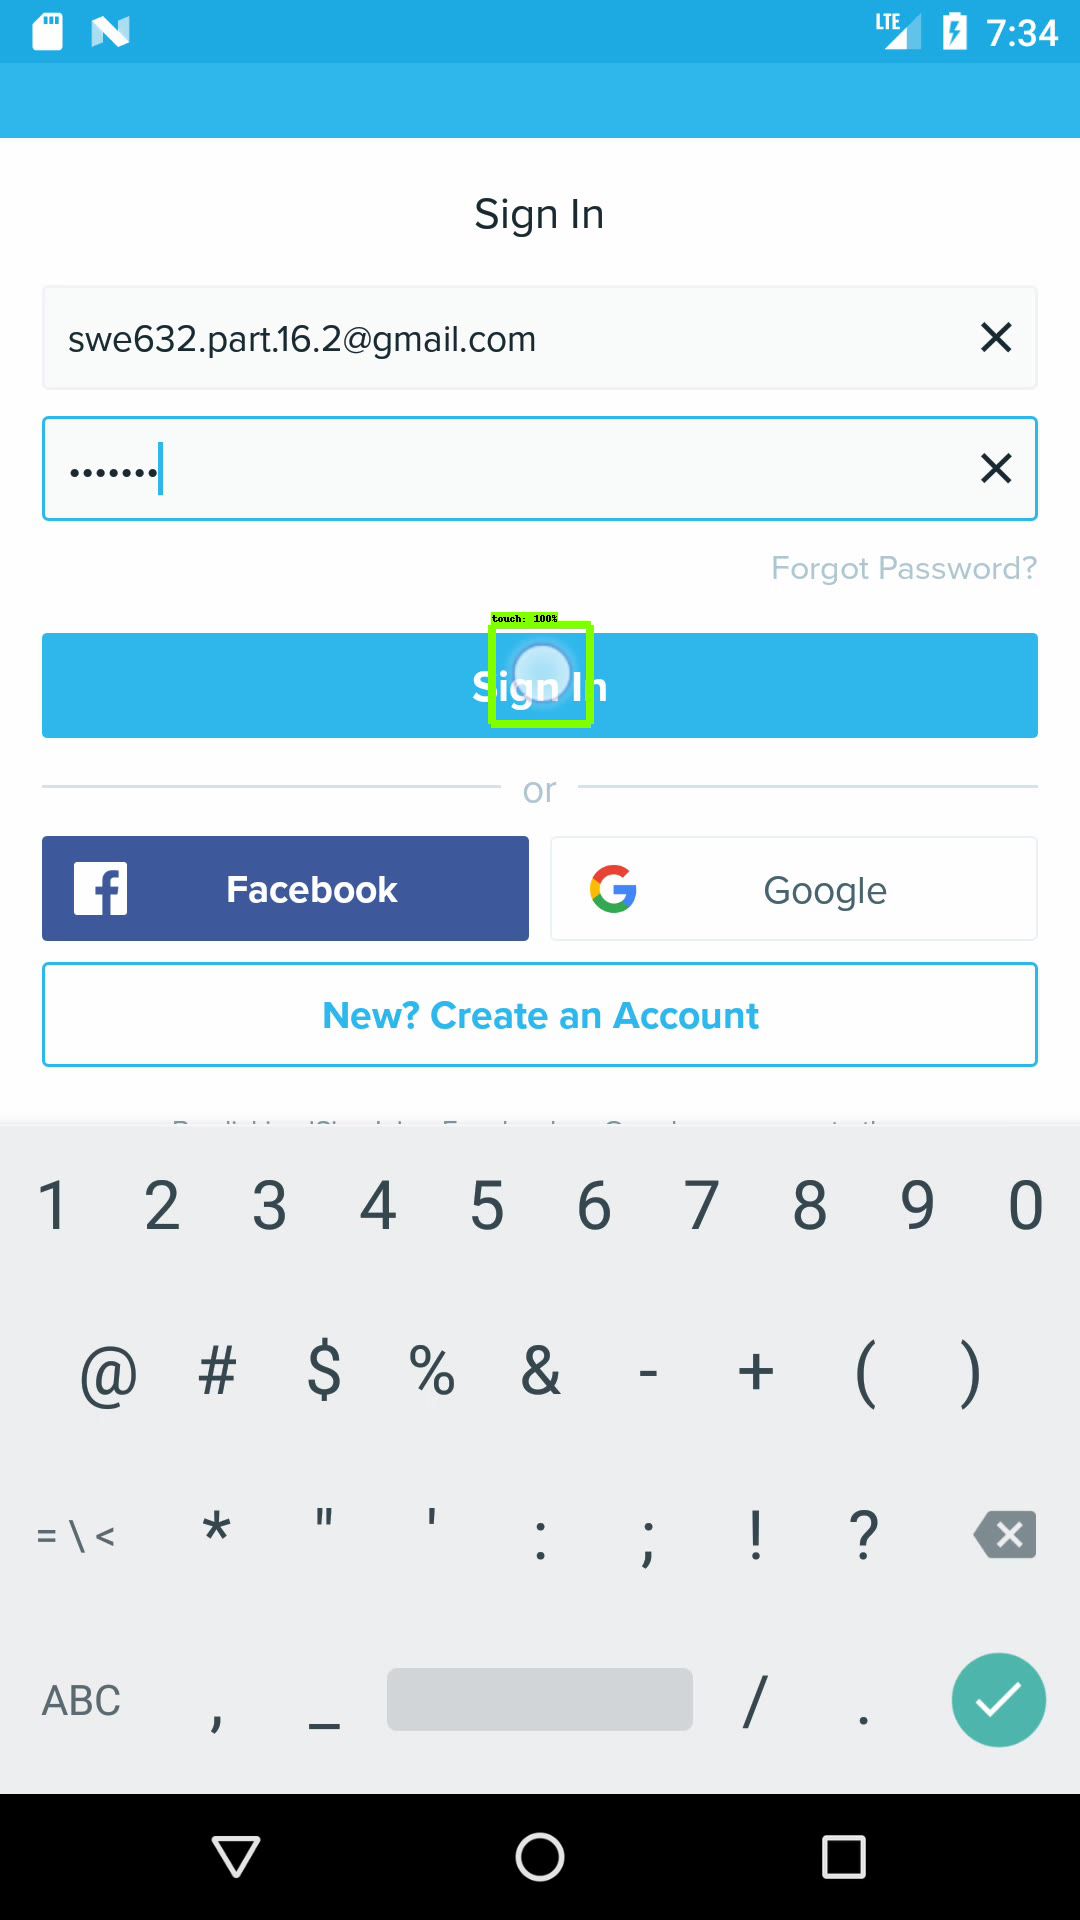 LTE 7:34
Sign In
swe632.part.16.2@gmail.com
•••••••
Forgot Password?
touch: 100%
Sign In
or
Facebook
Google
New? Create an Account
1 2 3 4 5 6 7 8 9 0
@ # $ % & - + ( )
= \ < * " ' : ; ! ?
ABC , _ / .